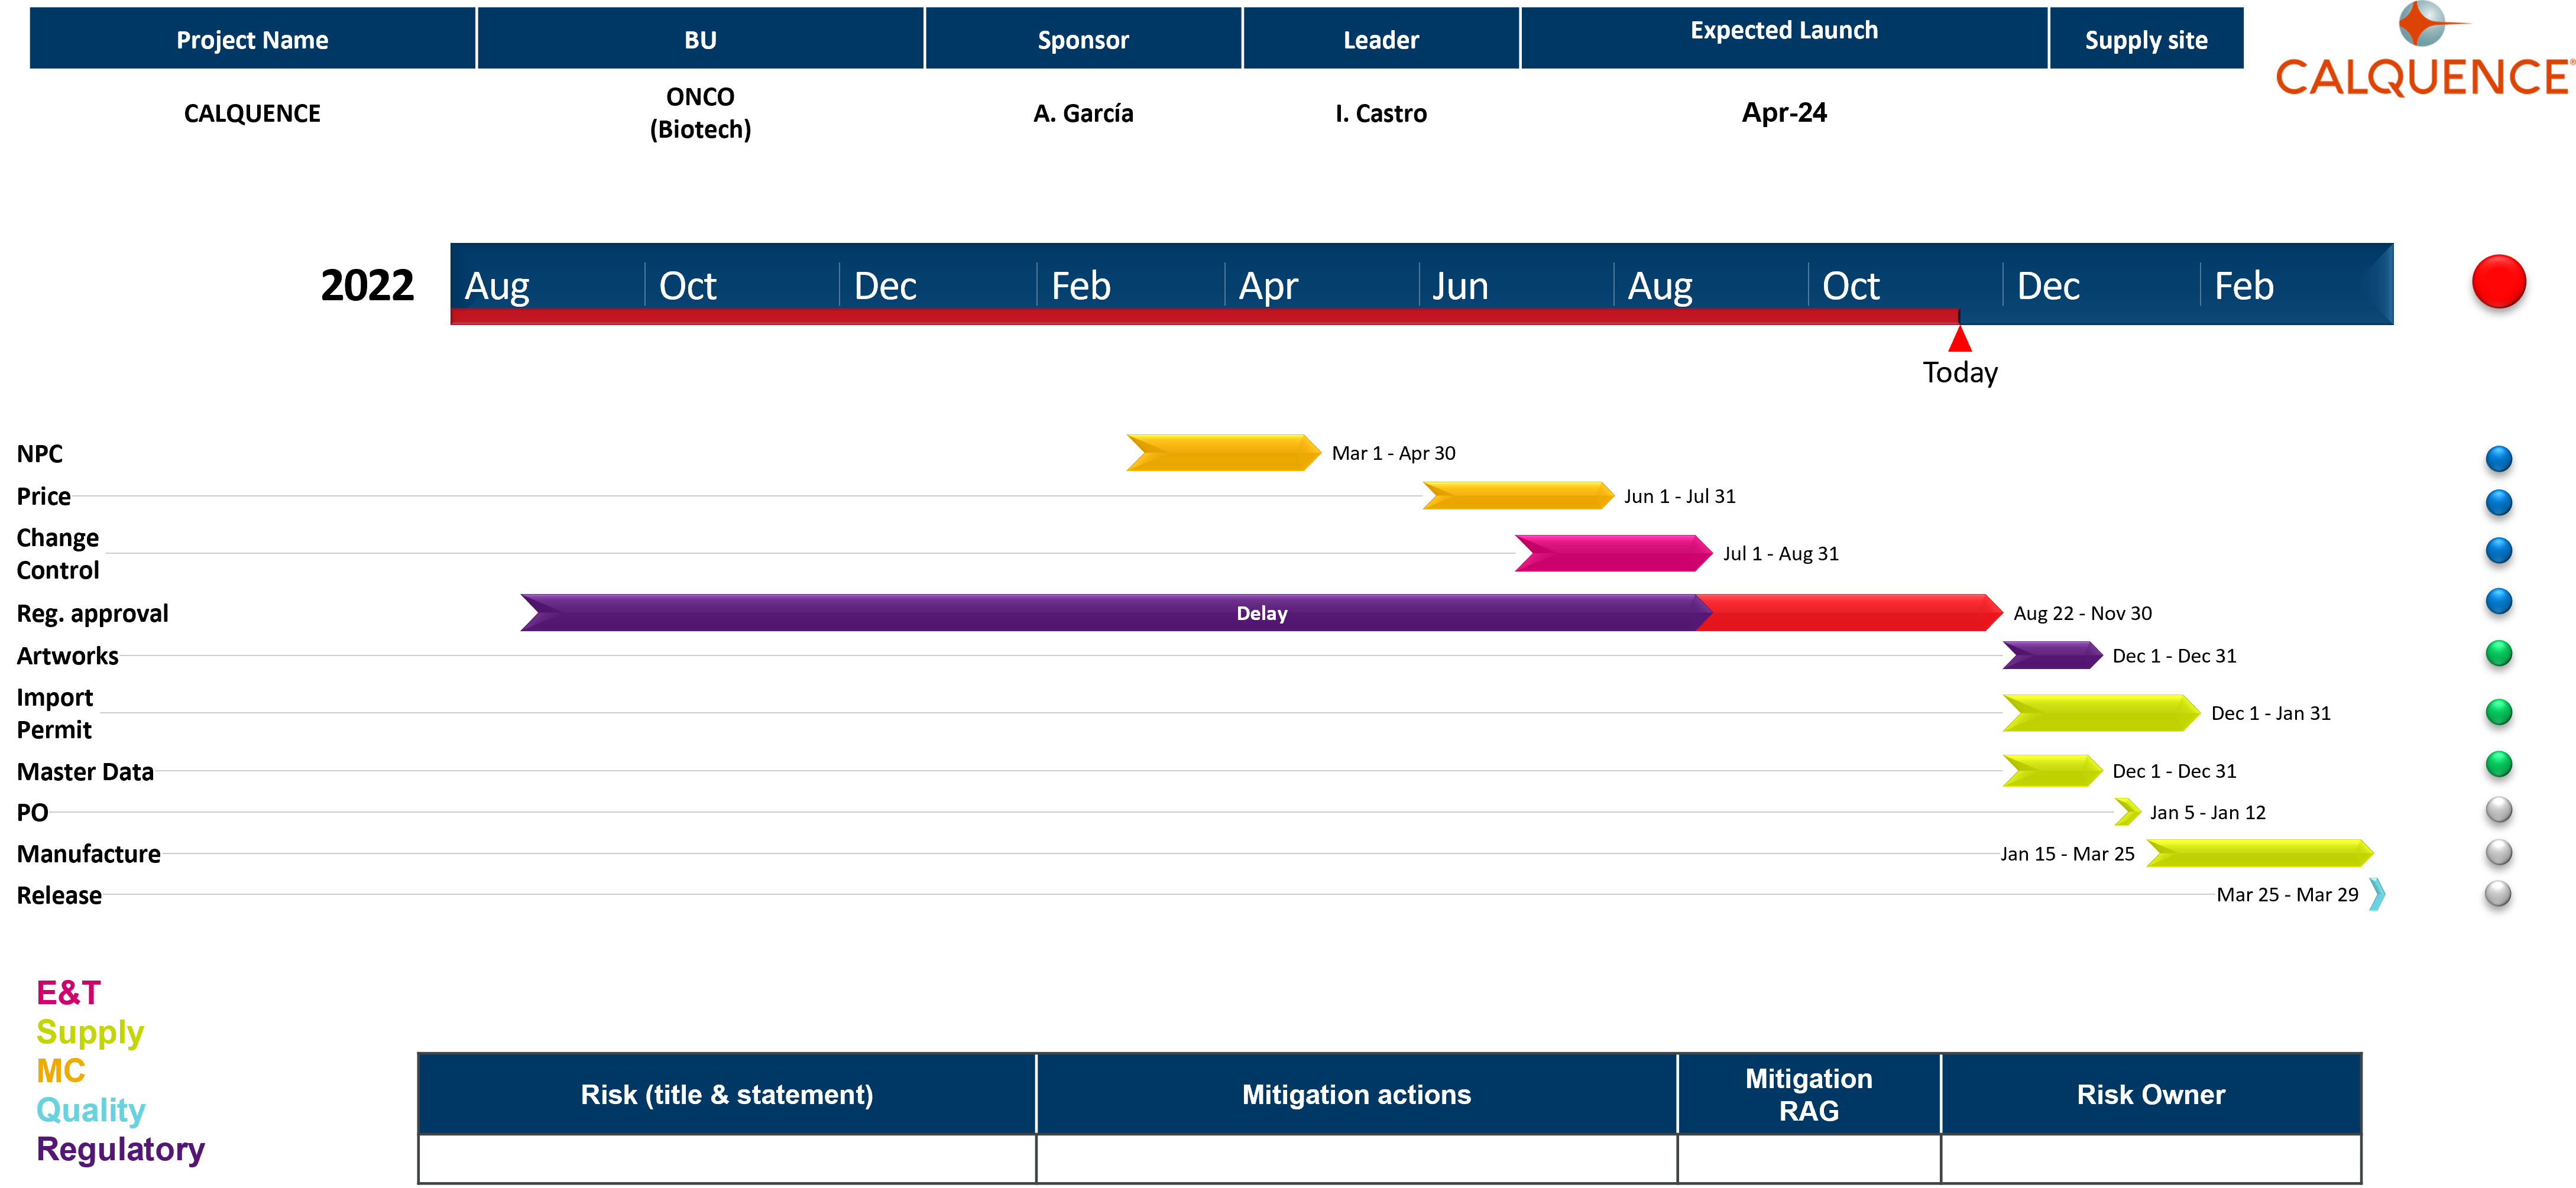 Project Name
BU
Sponsor
Leader
Expected Launch
Supply site
CALQUENCE®
CALQUENCE
ONCO
(Biotech)
A. García
I. Castro
Apr-24
2022
Aug
Oct
Dec
Feb
Apr
Jun
Aug
Oct
Dec
Feb
Today
NPC
Mar 1 - Apr 30
Price
Jun 1 - Jul 31
Change
Control
Jul 1 - Aug 31
Reg. approval
Delay
Aug 22 - Nov 30
Artworks
Dec 1 - Dec 31
Import
Permit
Dec 1 - Jan 31
Master Data
Dec 1 - Dec 31
PO
Jan 5 - Jan 12
Manufacture
Jan 15 - Mar 25
Release
Mar 25 - Mar 29
E&T
Supply
MC
Quality
Regulatory
Risk (title & statement)
Mitigation actions
Mitigation
RAG
Risk Owner